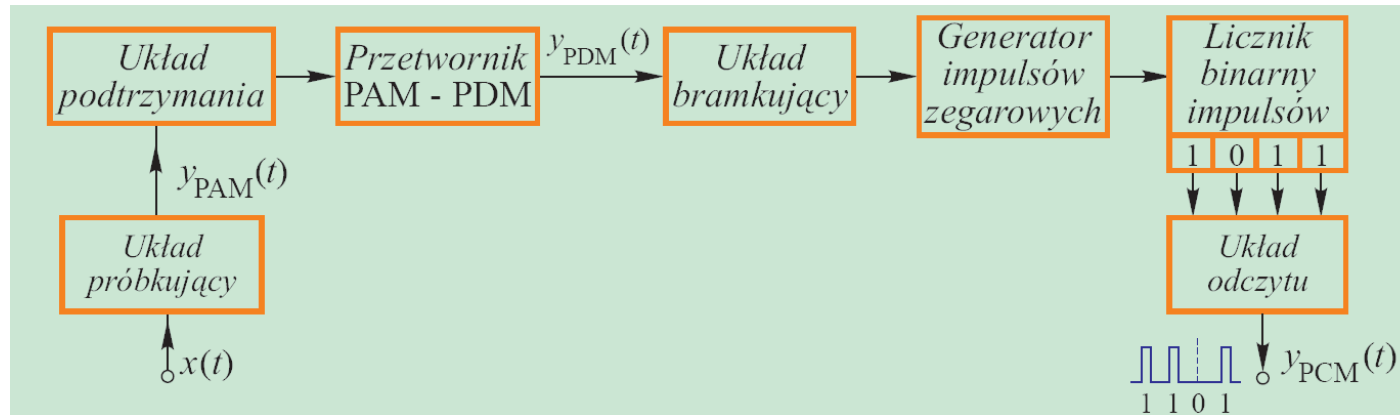 Układ
podtrzymania
Przetwornik
PAM - PDM
y_PDM(t)
Układ
bramkujący
Generator
impulsów
zegarowych
Licznik
binarny
impulsów
1 0 1 1
y_PAM(t)
Układ
próbkujący
x(t)
Układ
odczytu
y_PCM(t)
1 1 0 1